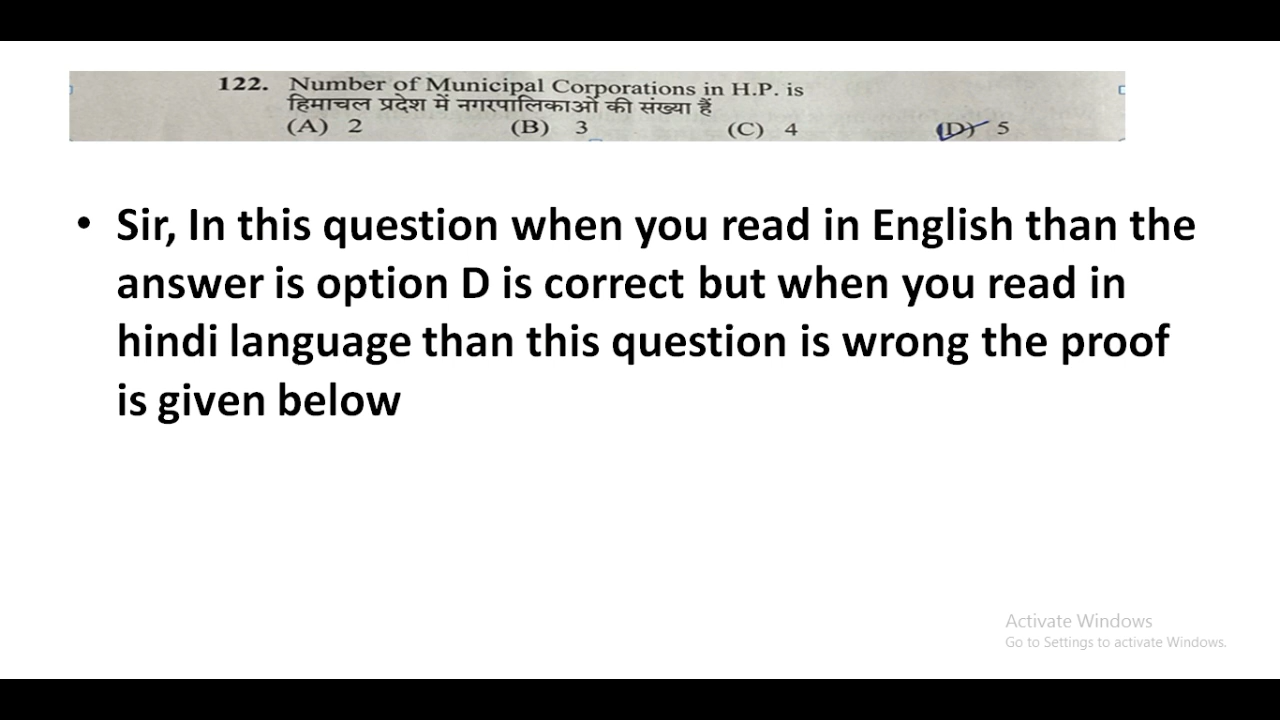 122. Number of Municipal Corporations in H.P. is
हिमाचल प्रदेश में नगरपालिकाओं की संख्या हैं
(A) 2 (B) 3 (C) 4 (D) 5
• Sir, In this question when you read in English than the
answer is option D is correct but when you read in
hindi language than this question is wrong the proof
is given below
Activate Windows
Go to Settings to activate Windows.